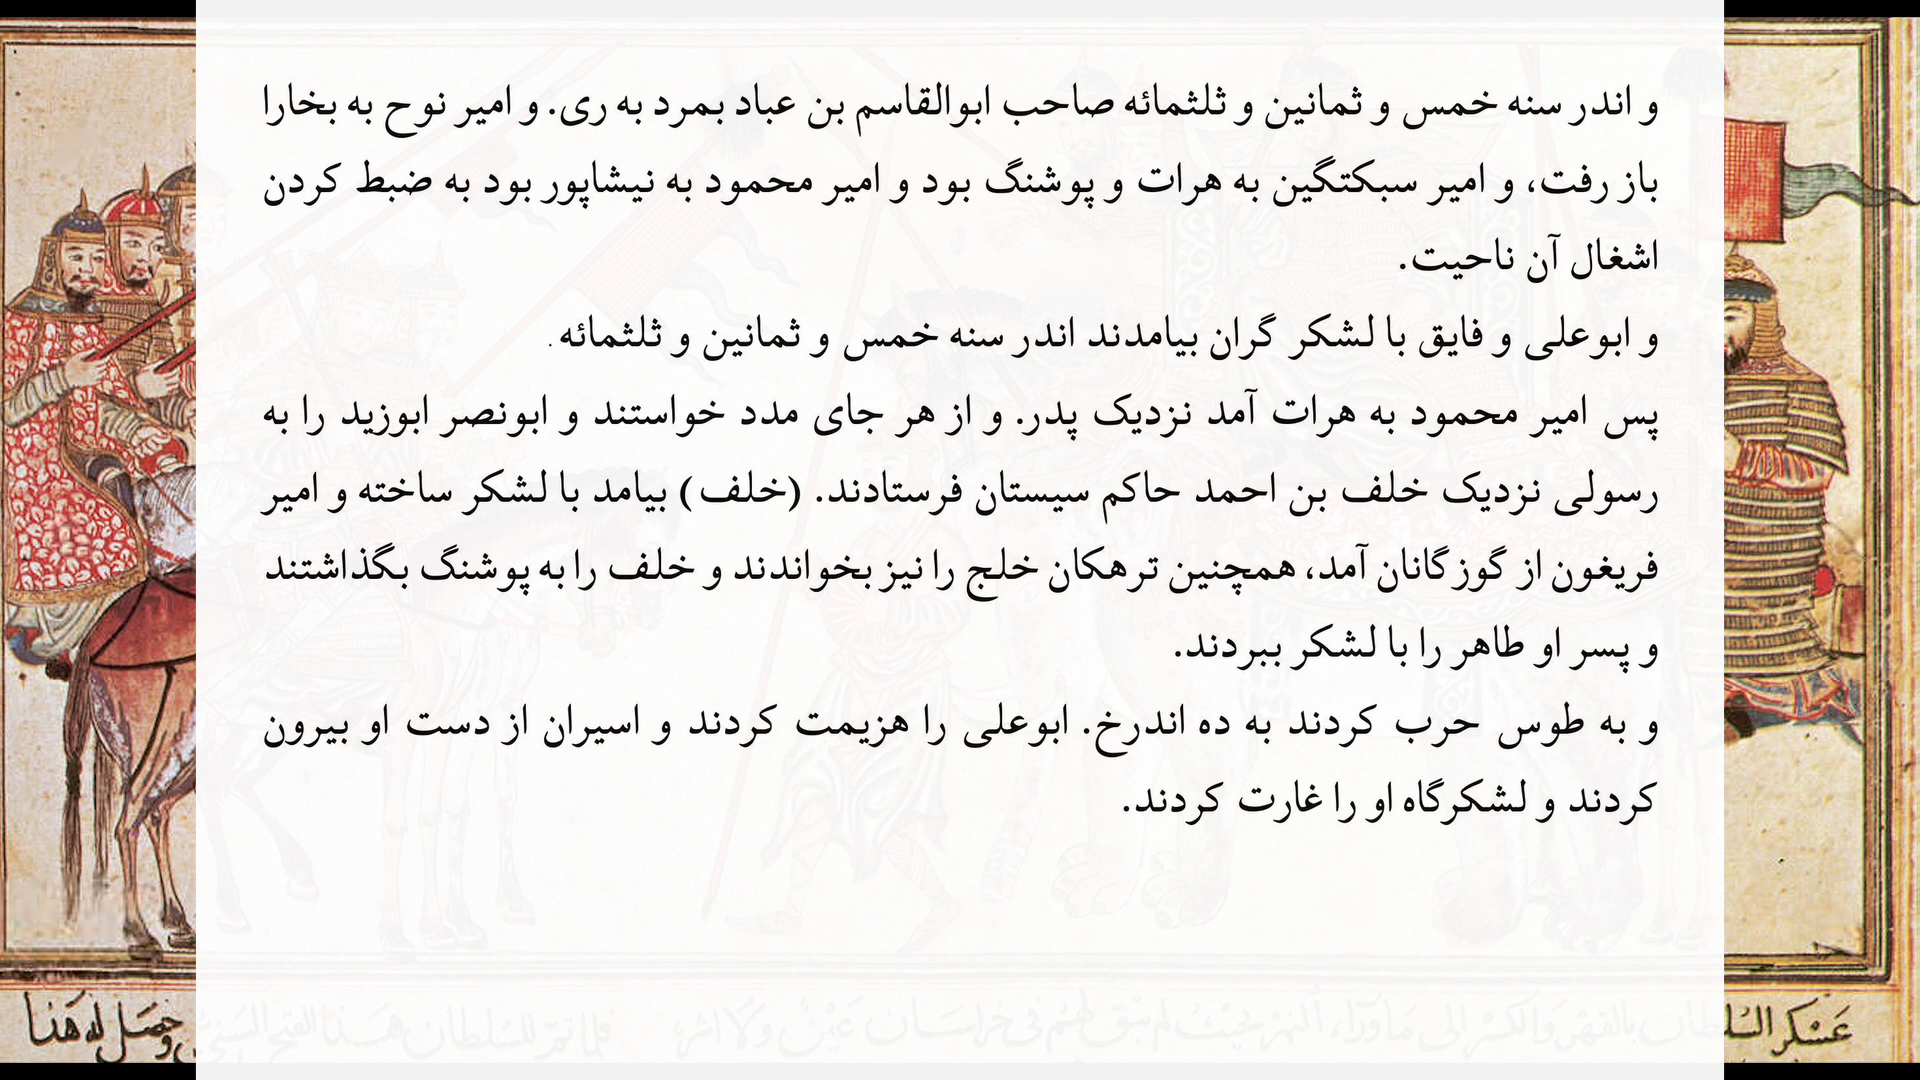 و اندر سنه خمس و ثمانین و ثلثمائه صاحب ابوالقاسم بن عباد بمرد به ری. و امیر نوح به بخارا
باز رفت، و امیر سبکتگین به هرات و پوشنگ بود و امیر محمود به نیشاپور بود به ضبط کردن
اشغال آن ناحیت.
و ابوعلی و فایق با لشکر گران بیامدند اندر سنه خمس و ثمانین و ثلثمائه.
پس امیر محمود به هرات آمد نزدیک پدر. و از هر جای مدد خواستند و ابونصر ابوزید را به
رسولی نزدیک خلف بن احمد حاکم سیستان فرستادند. (خلف) بیامد با لشکر ساخته و امیر
فریغون از گوزگانان آمد، همچنین ترهکان خلج را نیز بخواندند و خلف را به پوشنگ بگذاشتند
و پسر او طاهر را با لشکر ببردند.
و به طوس حرب کردند به ده اندرخ. ابوعلی را هزیمت کردند و اسیران از دست او بیرون
کردند و لشکرگاه او را غارت کردند.